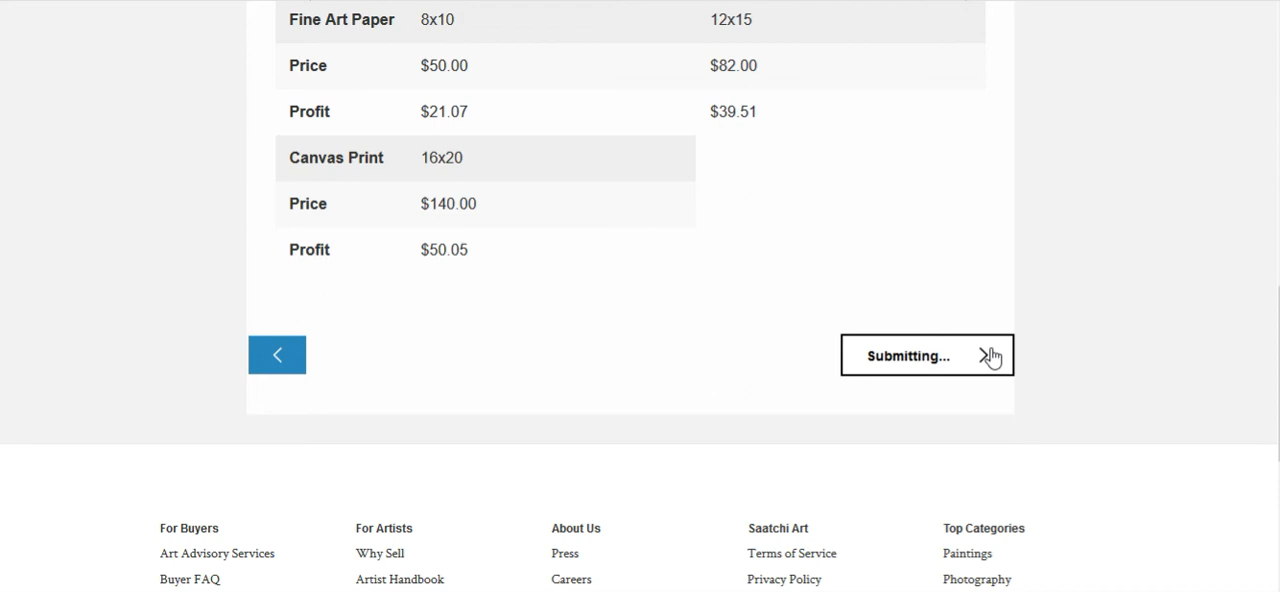 Fine Art Paper 8x10 12x15
Price $50.00 $82.00
Profit $21.07 $39.51
Canvas Print 16x20
Price $140.00
Profit $50.05
Submitting...
For Buyers For Artists About Us Saatchi Art Top Categories
Art Advisory Services Why Sell Press Terms of Service Paintings
Buyer FAQ Artist Handbook Careers Privacy Policy Photography